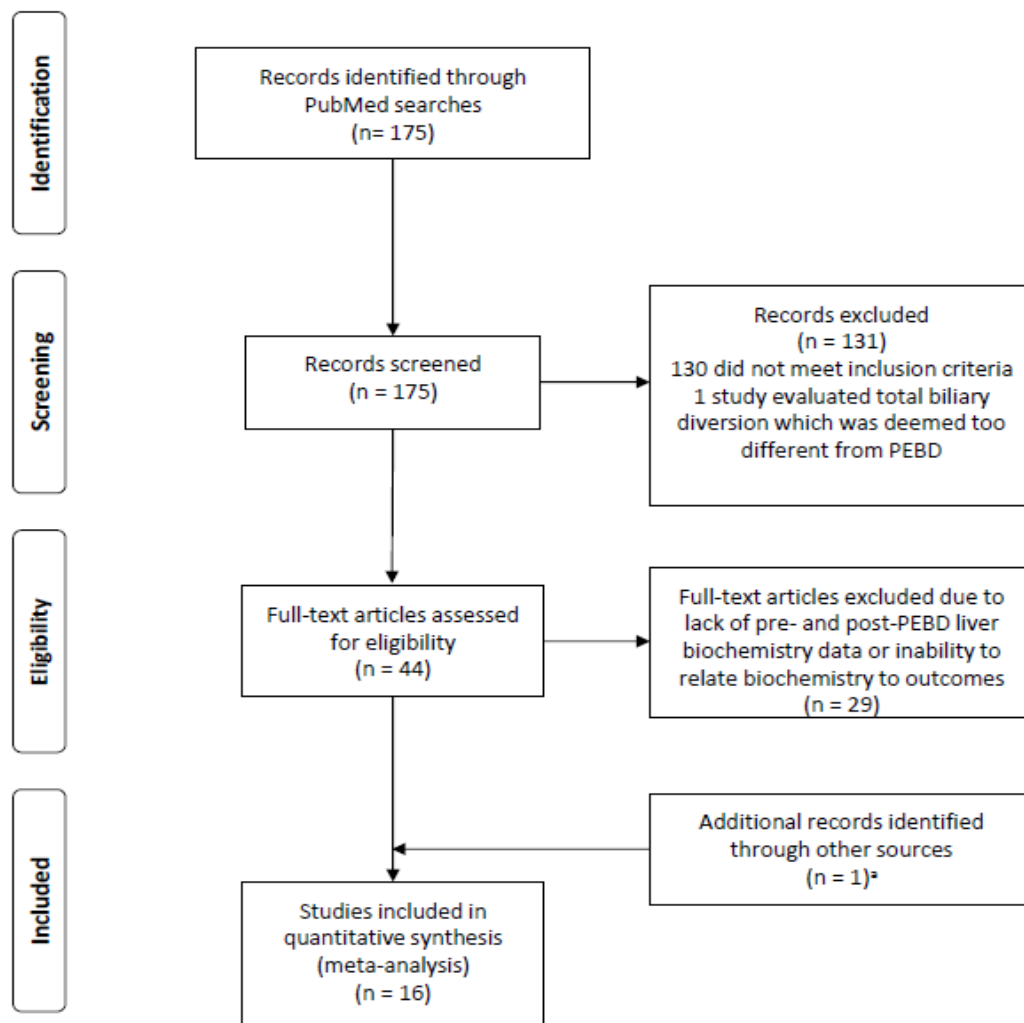 Identification
Records identified through
PubMed searches
(n= 175)
Screening
Records screened
(n = 175)
Records excluded
(n = 131)
130 did not meet inclusion criteria
1 study evaluated total biliary
diversion which was deemed too
different from PEBD
Eligibility
Full-text articles assessed
for eligibility
(n = 44)
Full-text articles excluded due to
lack of pre- and post-PEBD liver
biochemistry data or inability to
relate biochemistry to outcomes
(n = 29)
Included
Additional records identified
through other sources
(n = 1)ª
Studies included in
quantitative synthesis
(meta-analysis)
(n = 16)